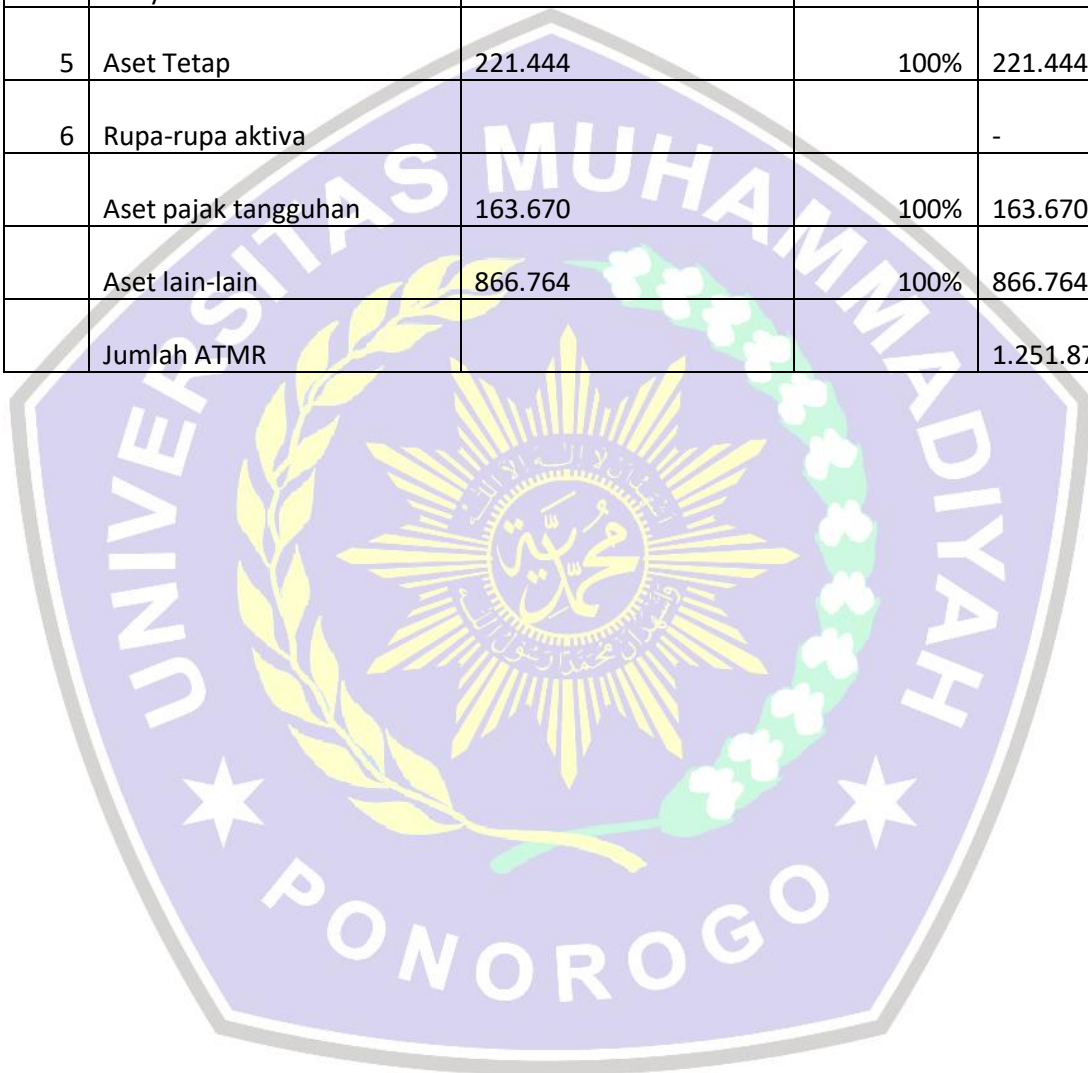 5 Aset Tetap 221.444 100% 221.444
6 Rupa-rupa aktiva -
Aset pajak tangguhan 163.670 100% 163.670
Aset lain-lain 866.764 100% 866.764
Jumlah ATMR
UNIVERSITAS MUHAMMADIYAH
محمدية
PONOROGO